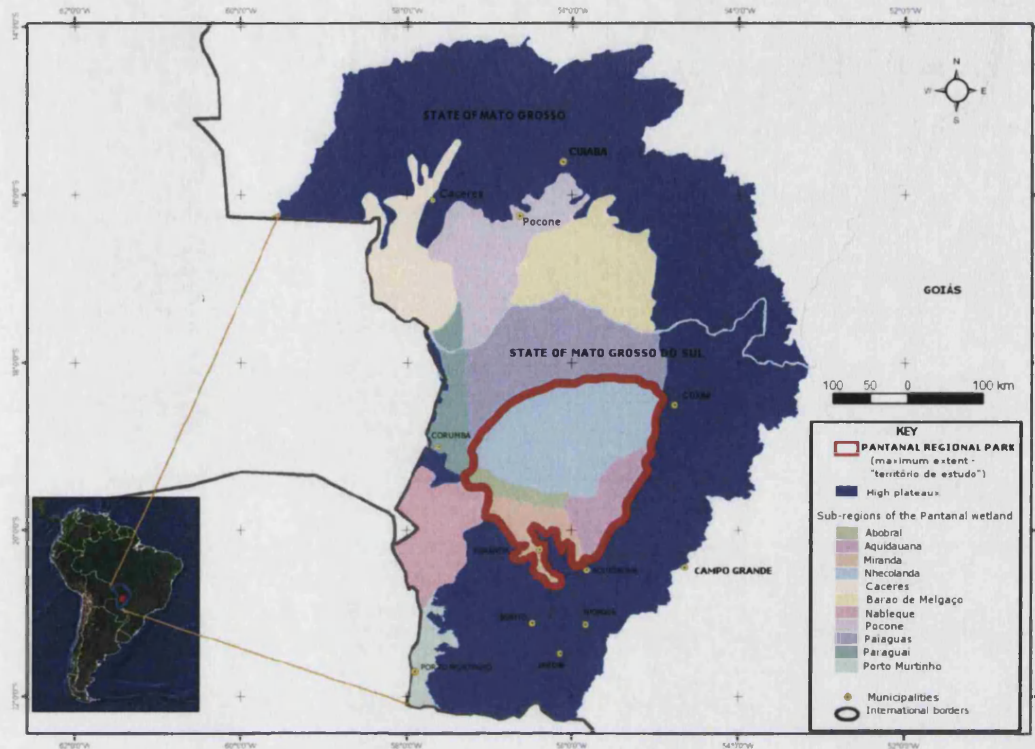 N
E
S
STATE OF MATO GROSSO
CUIABA
Caceres
Pocone
GOIÁS
STATE OF MATO GROSSO DO SUL
COXIM
CORUMBA
100 50 0 100 km
KEY
PANTANAL REGIONAL PARK
(maximum extent -
"território de estudo")
High plateaux
Sub-regions of the Pantanal wetland
Abobral
Aquidauana
Miranda
Nhecolanda
Caceres
Barao de Melgaço
Nableque
Pocone
Paiaguas
Paraguai
Porto Murtinho
CAMPO GRANDE
BONITO
JARDIM
PORTO MURTINHO
Municipalities
International borders